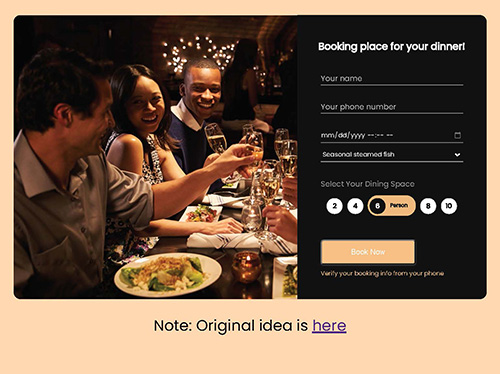 Booking place for your dinner!
Your name
Your phone number
mm/dd/yyyy --:-- --
Seasonal steamed fish
Select Your Dining Space
2 4 6 Person 8 10
Book Now
Verify your booking info from your phone
Note: Original idea is here